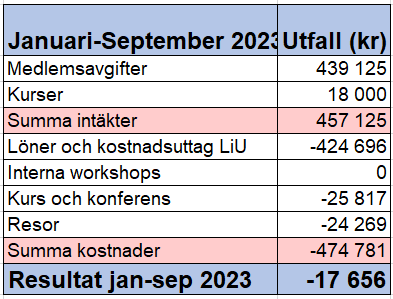 Januari-September 2023 Utfall (kr)
Medlemsavgifter 439 125
Kurser 18 000
Summa intäkter 457 125
Löner och kostnadsuttag LiU -424 696
Interna workshops 0
Kurs och konferens -25 817
Resor -24 269
Summa kostnader -474 781
Resultat jan-sep 2023 -17 656